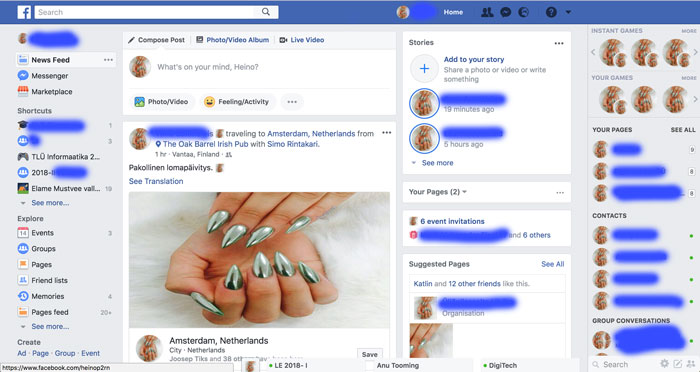 f
Search
Home
News Feed
Messenger
Marketplace
Shortcuts
TLÜ Informaatika 2...
2018-
Elame Mustvee vall...
See more...
Explore
Events 3
Groups
Pages
Friend lists
Memories 4
Pages feed 20+
See more...
Create
Ad · Page · Group · Event
https://www.facebook.com/heinop2rn
Compose Post
Photo/Video Album
Live Video
What's on your mind, Heino?
Photo/Video
Feeling/Activity
traveling to Amsterdam, Netherlands from
The Oak Barrel Irish Pub with Simo Rintakari.
1 hr · Vantaa, Finland ·
Pakollinen lomapäivitys.
See Translation
Amsterdam, Netherlands
City · Netherlands
Joosep Tiks and 38 other
Save
Stories
Add to your story
Share a photo or video or write
something
19 minutes ago
5 hours ago
See more
Your Pages (2)
6 event invitations
and 6 others
Suggested Pages
See All
Katlin and 12 other friends like this.
Organisation
INSTANT GAMES
MORE
YOUR GAMES
MORE
YOUR PAGES
SEE ALL
9
8
8
CONTACTS
GROUP CONVERSATIONS
Search
LE 2018- I
Anu Tooming
DigiTech